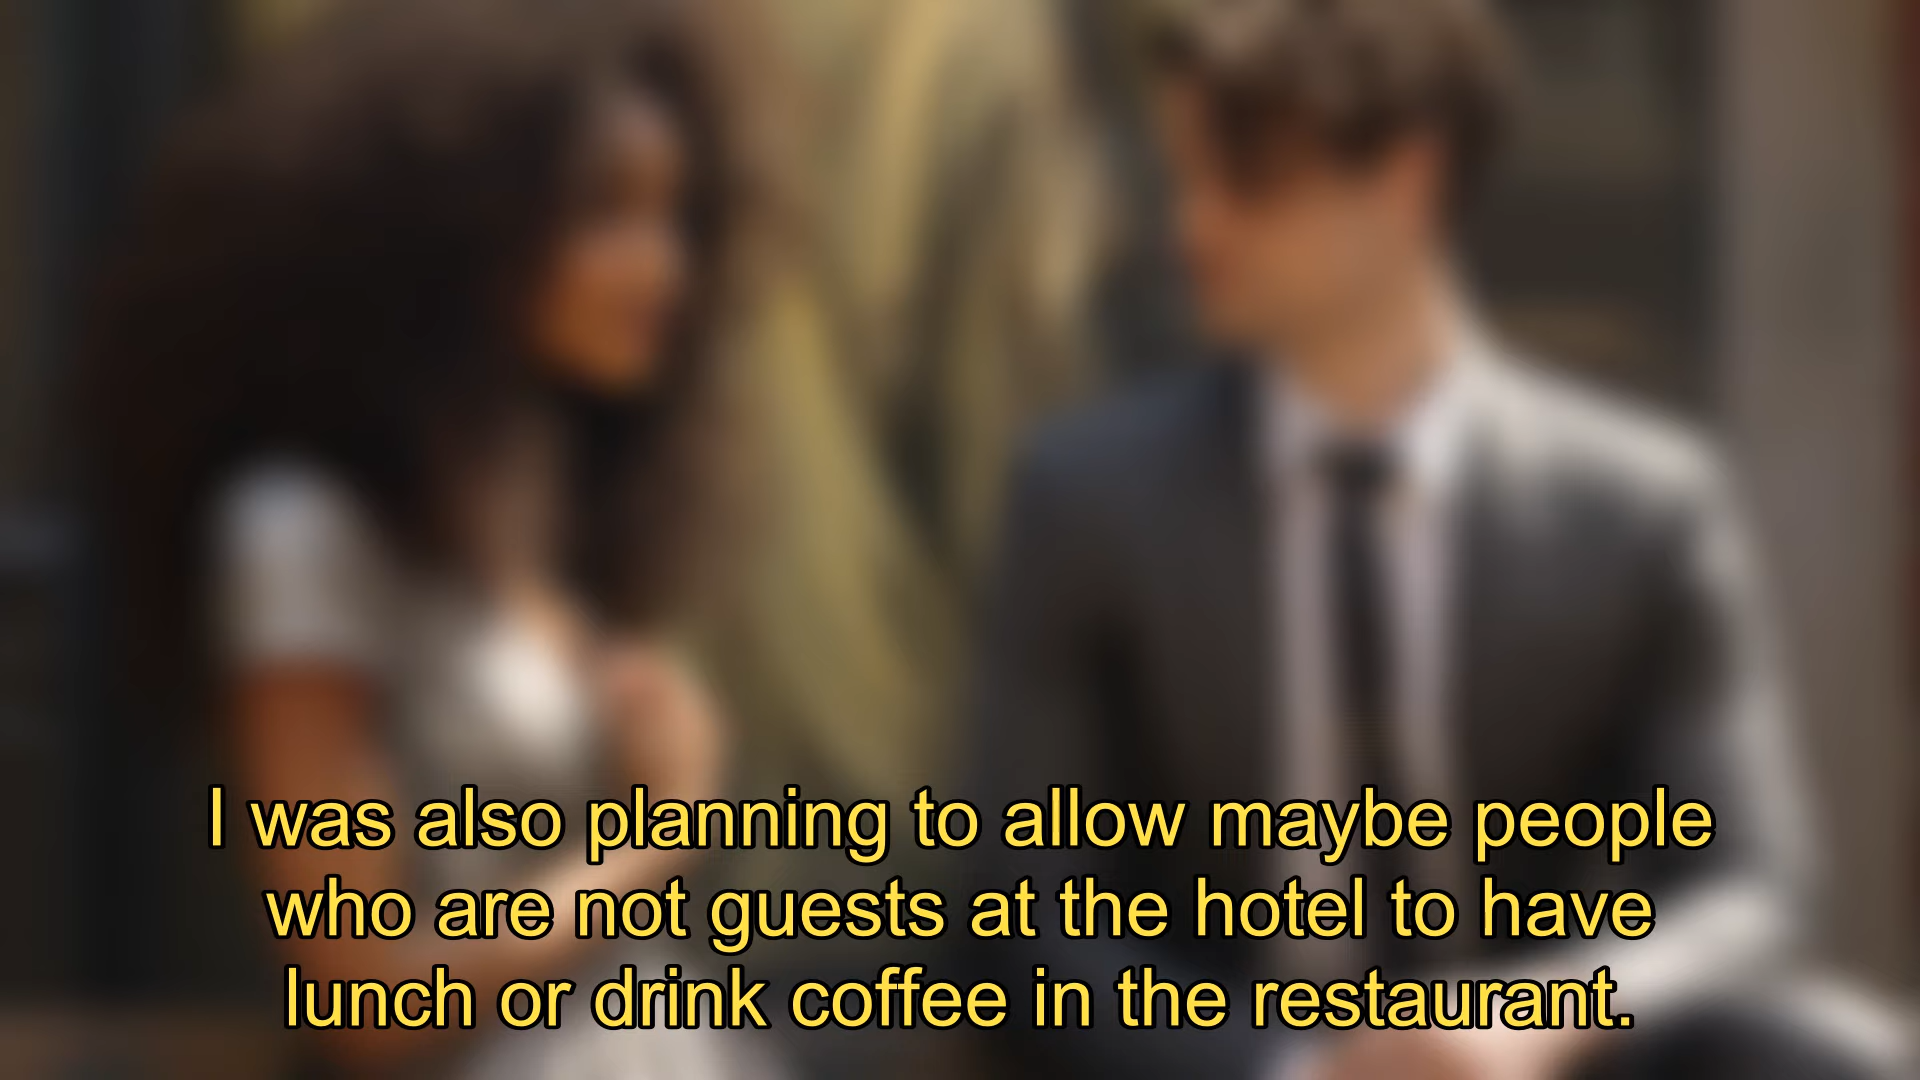 I was also planning to allow maybe people
who are not guests at the hotel to have
lunch or drink coffee in the restaurant.